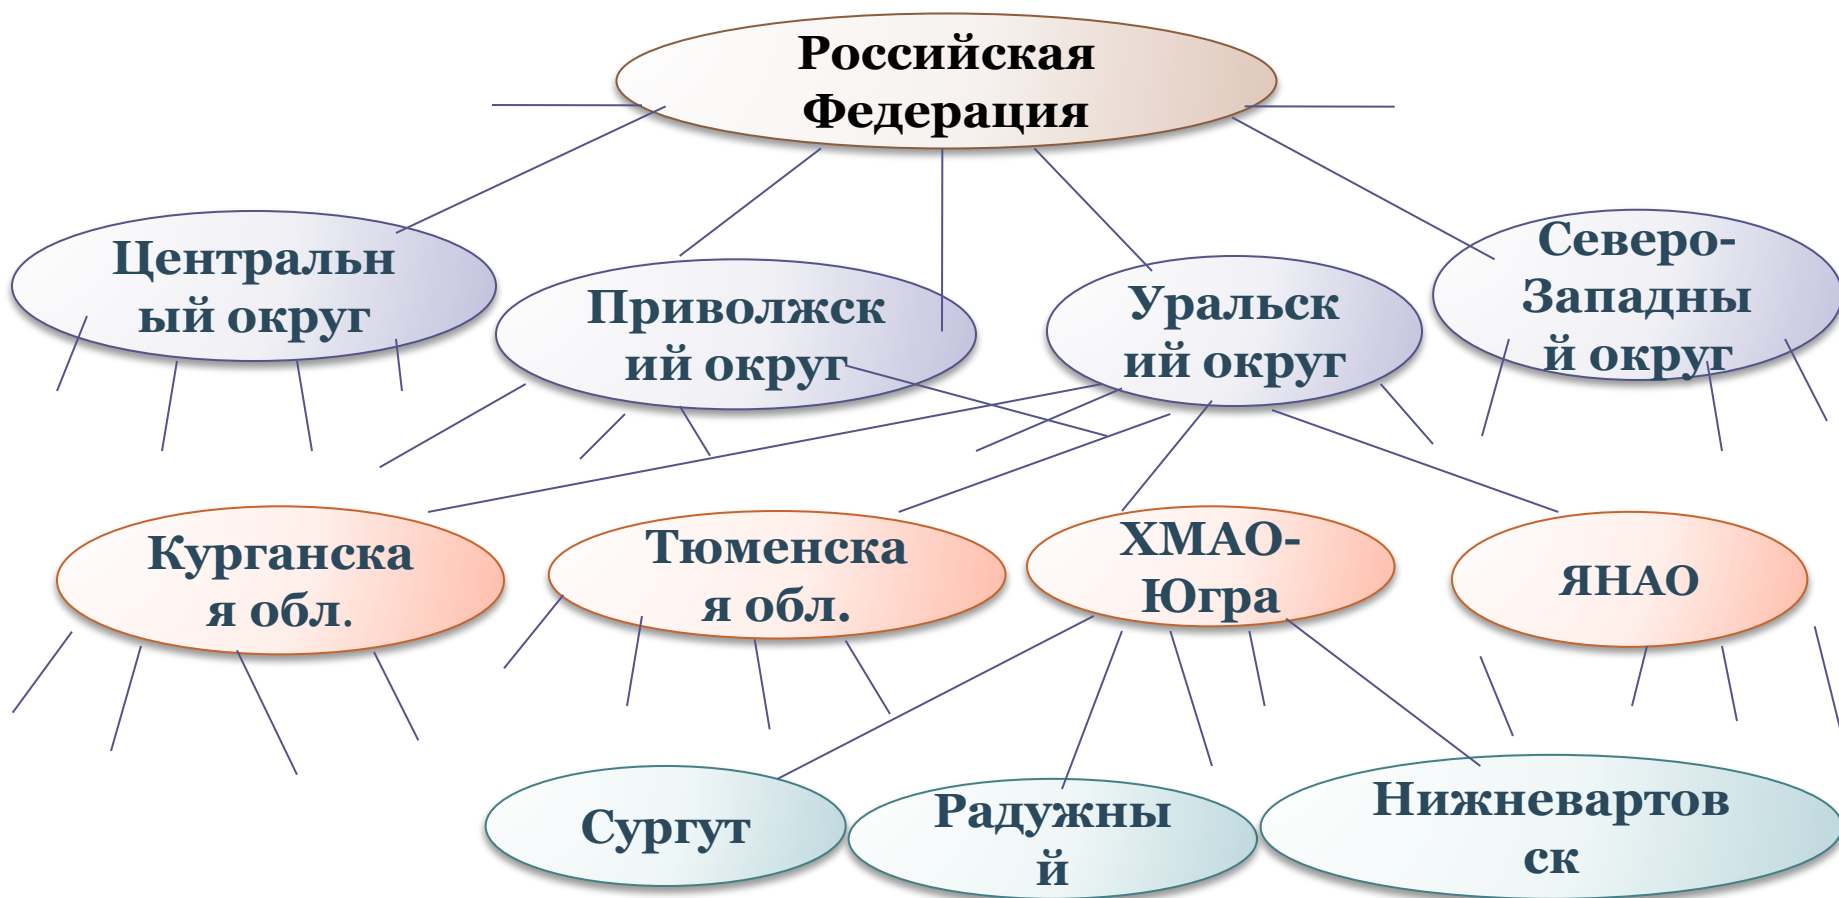 Российская
Федерация
Центральн
ый округ
Приволжск
ий округ
Уральск
ий округ
Северо-
Западны
й округ
Курганска
я обл.
Тюменска
я обл.
ХМАО-
Югра
ЯНАО
Сургут
Радужны
й
Нижневартов
ск